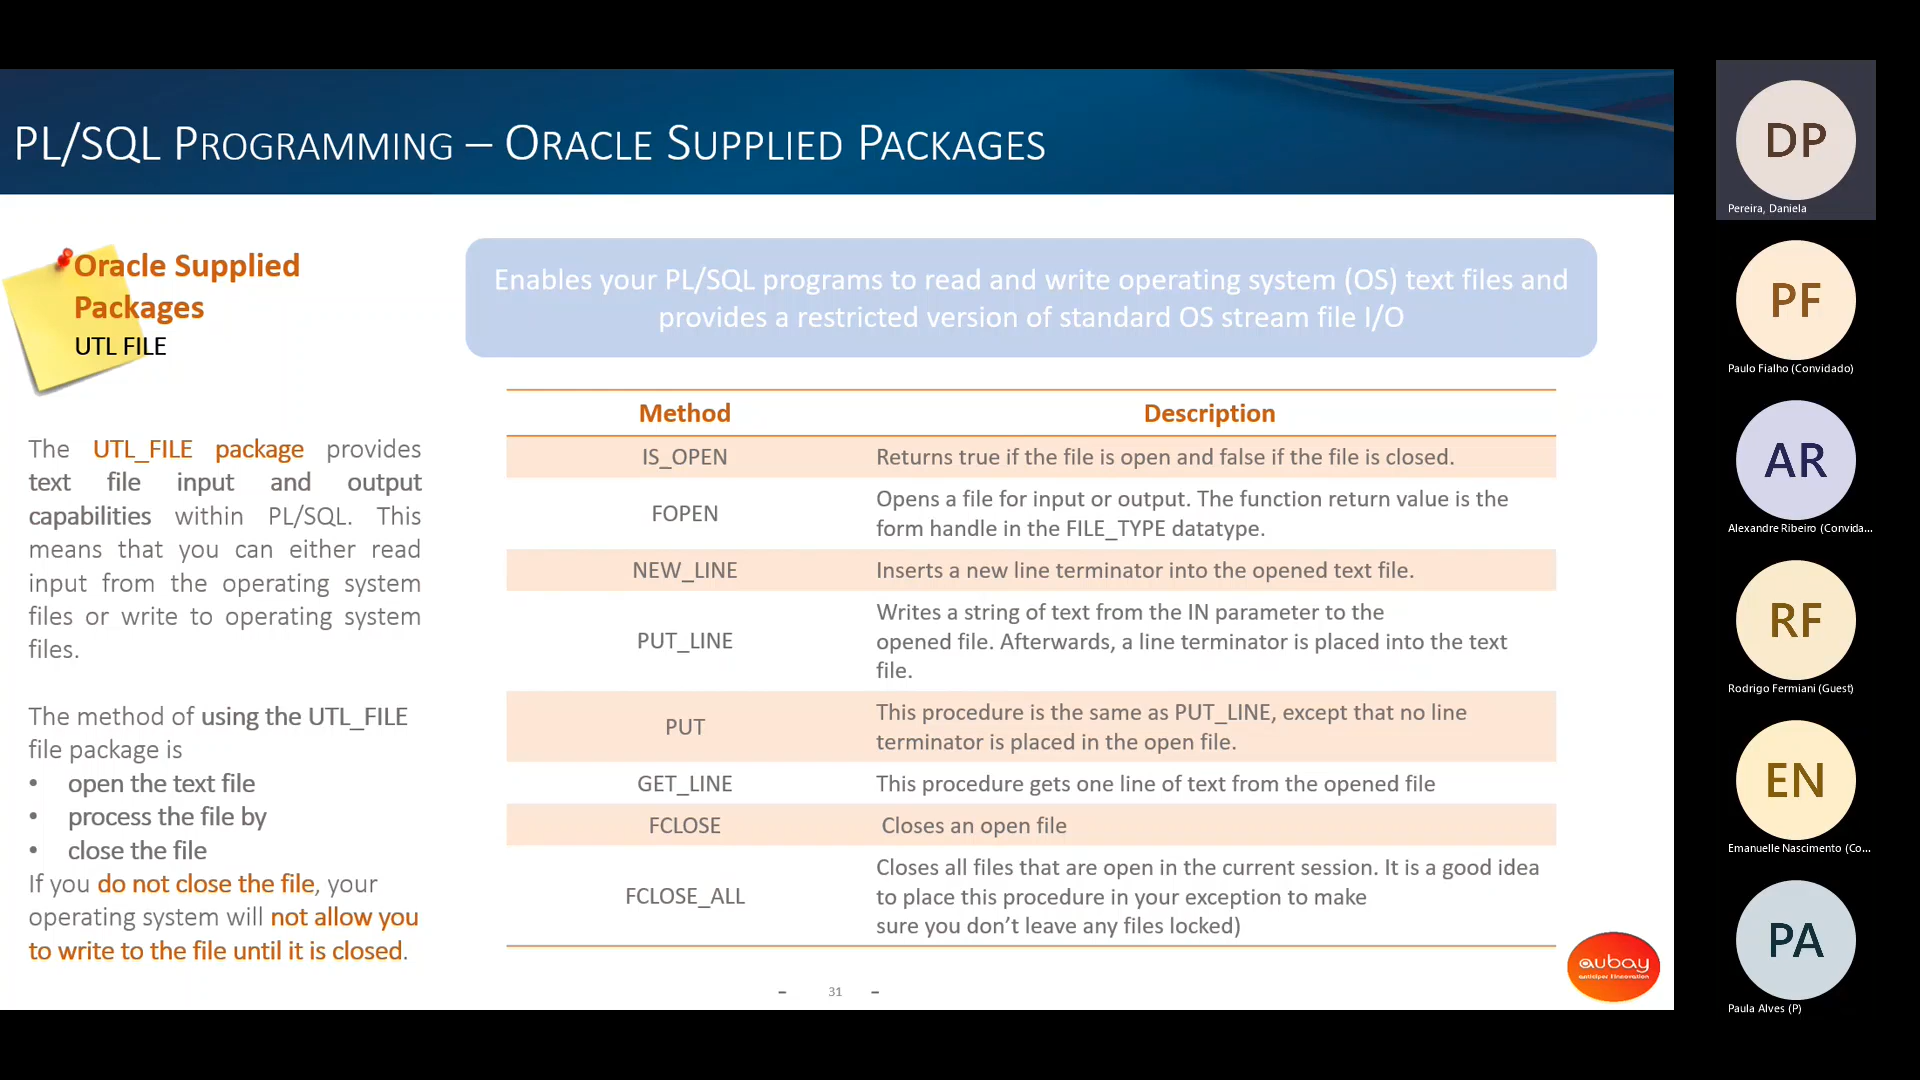 PL/SQL PROGRAMMING – ORACLE SUPPLIED PACKAGES
Oracle Supplied
Packages
UTL FILE
The UTL_FILE package provides
text file input and output
capabilities within PL/SQL. This
means that you can either read
input from the operating system
files or write to operating system
files.
The method of using the UTL_FILE
file package is
• open the text file
• process the file by
• close the file
If you do not close the file, your
operating system will not allow you
to write to the file until it is closed.
Enables your PL/SQL programs to read and write operating system (OS) text files and
provides a restricted version of standard OS stream file I/O
Method Description
IS_OPEN Returns true if the file is open and false if the file is closed.
FOPEN Opens a file for input or output. The function return value is the
form handle in the FILE_TYPE datatype.
NEW_LINE Inserts a new line terminator into the opened text file.
PUT_LINE Writes a string of text from the IN parameter to the
opened file. Afterwards, a line terminator is placed into the text
file.
PUT This procedure is the same as PUT_LINE, except that no line
terminator is placed in the open file.
GET_LINE This procedure gets one line of text from the opened file
FCLOSE Closes an open file
FCLOSE_ALL Closes all files that are open in the current session. It is a good idea
to place this procedure in your exception to make
sure you don’t leave any files locked)
– 31 –
aubay
anticiper l'innovation
DP
Pereira, Daniela
PF
Paulo Fialho (Convidado)
AR
Alexandre Ribeiro (Convida...
RF
Rodrigo Fermiani (Guest)
EN
Emanuelle Nascimento (Co...
PA
Paula Alves (P)